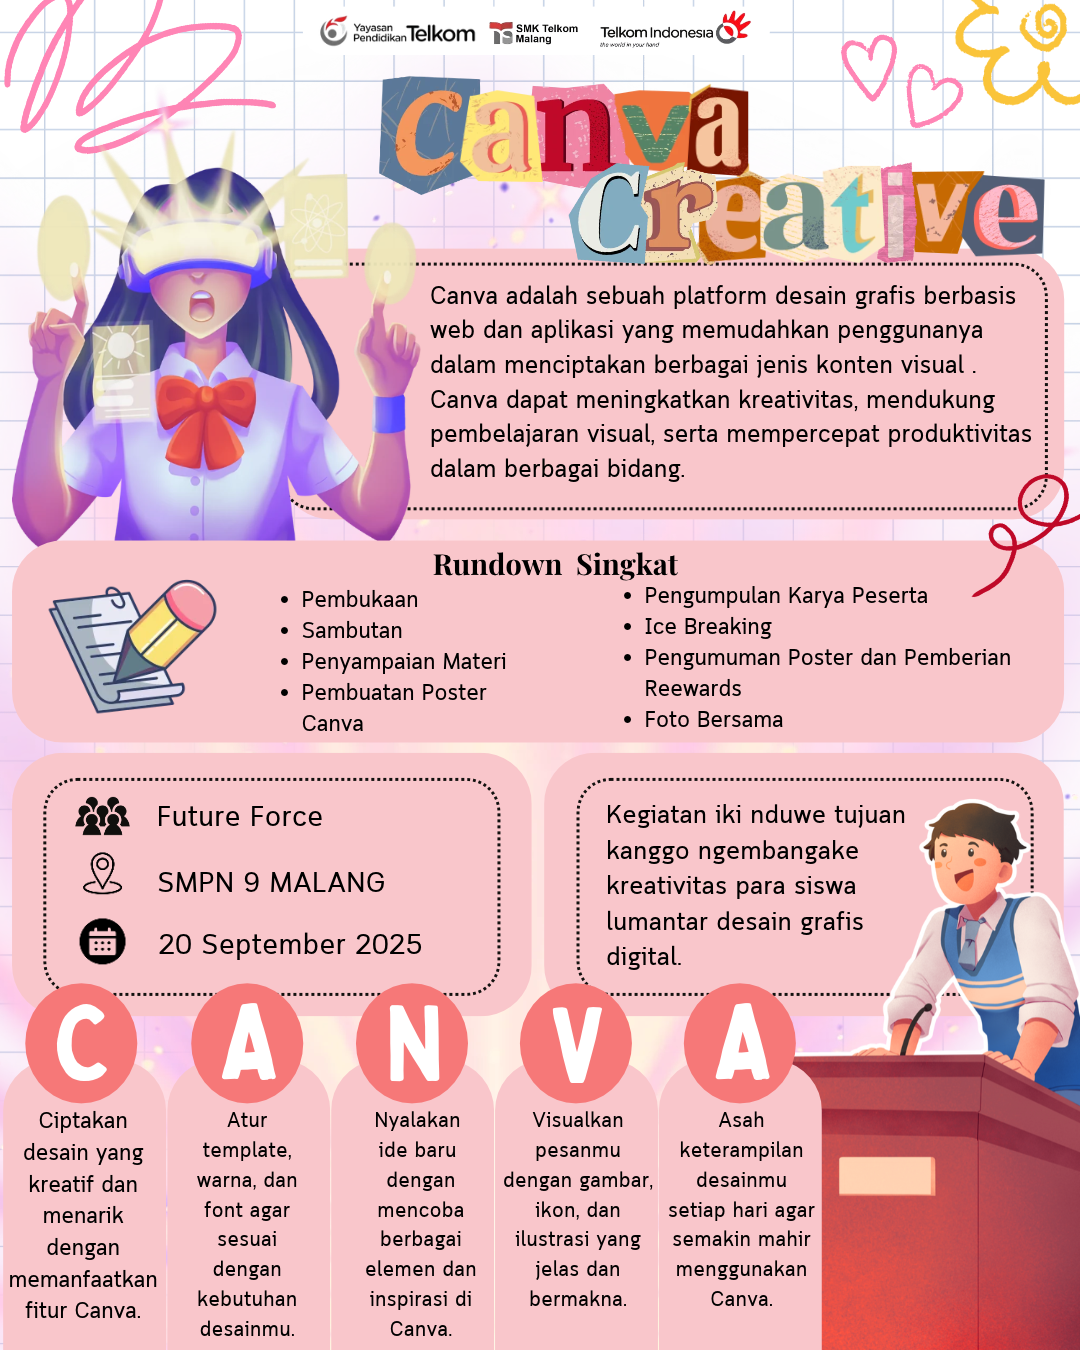 Yayasan
Pendidikan Telkom
SMK Telkom
Malang
Telkom Indonesia
the world in your hand
Canva
Creative
Canva adalah sebuah platform desain grafis berbasis
web dan aplikasi yang memudahkan penggunanya
dalam menciptakan berbagai jenis konten visual .
Canva dapat meningkatkan kreativitas, mendukung
pembelajaran visual, serta mempercepat produktivitas
dalam berbagai bidang.
Rundown Singkat
• Pembukaan
• Sambutan
• Penyampaian Materi
• Pembuatan Poster
Canva
• Pengumpulan Karya Peserta
• Ice Breaking
• Pengumuman Poster dan Pemberian
Reewards
• Foto Bersama
Future Force
SMPN 9 MALANG
20 September 2025
Kegiatan iki nduwe tujuan
kanggo ngembangake
kreativitas para siswa
lumantar desain grafis
digital.
C
Ciptakan
desain yang
kreatif dan
menarik
dengan
memanfaatkan
fitur Canva.
A
Atur
template,
warna, dan
font agar
sesuai
dengan
kebutuhan
desainmu.
N
Nyalakan
ide baru
dengan
mencoba
berbagai
elemen dan
inspirasi di
Canva.
V
Visualkan
pesanmu
dengan gambar,
ikon, dan
ilustrasi yang
jelas dan
bermakna.
A
Asah
keterampilan
desainmu
setiap hari agar
semakin mahir
menggunakan
Canva.